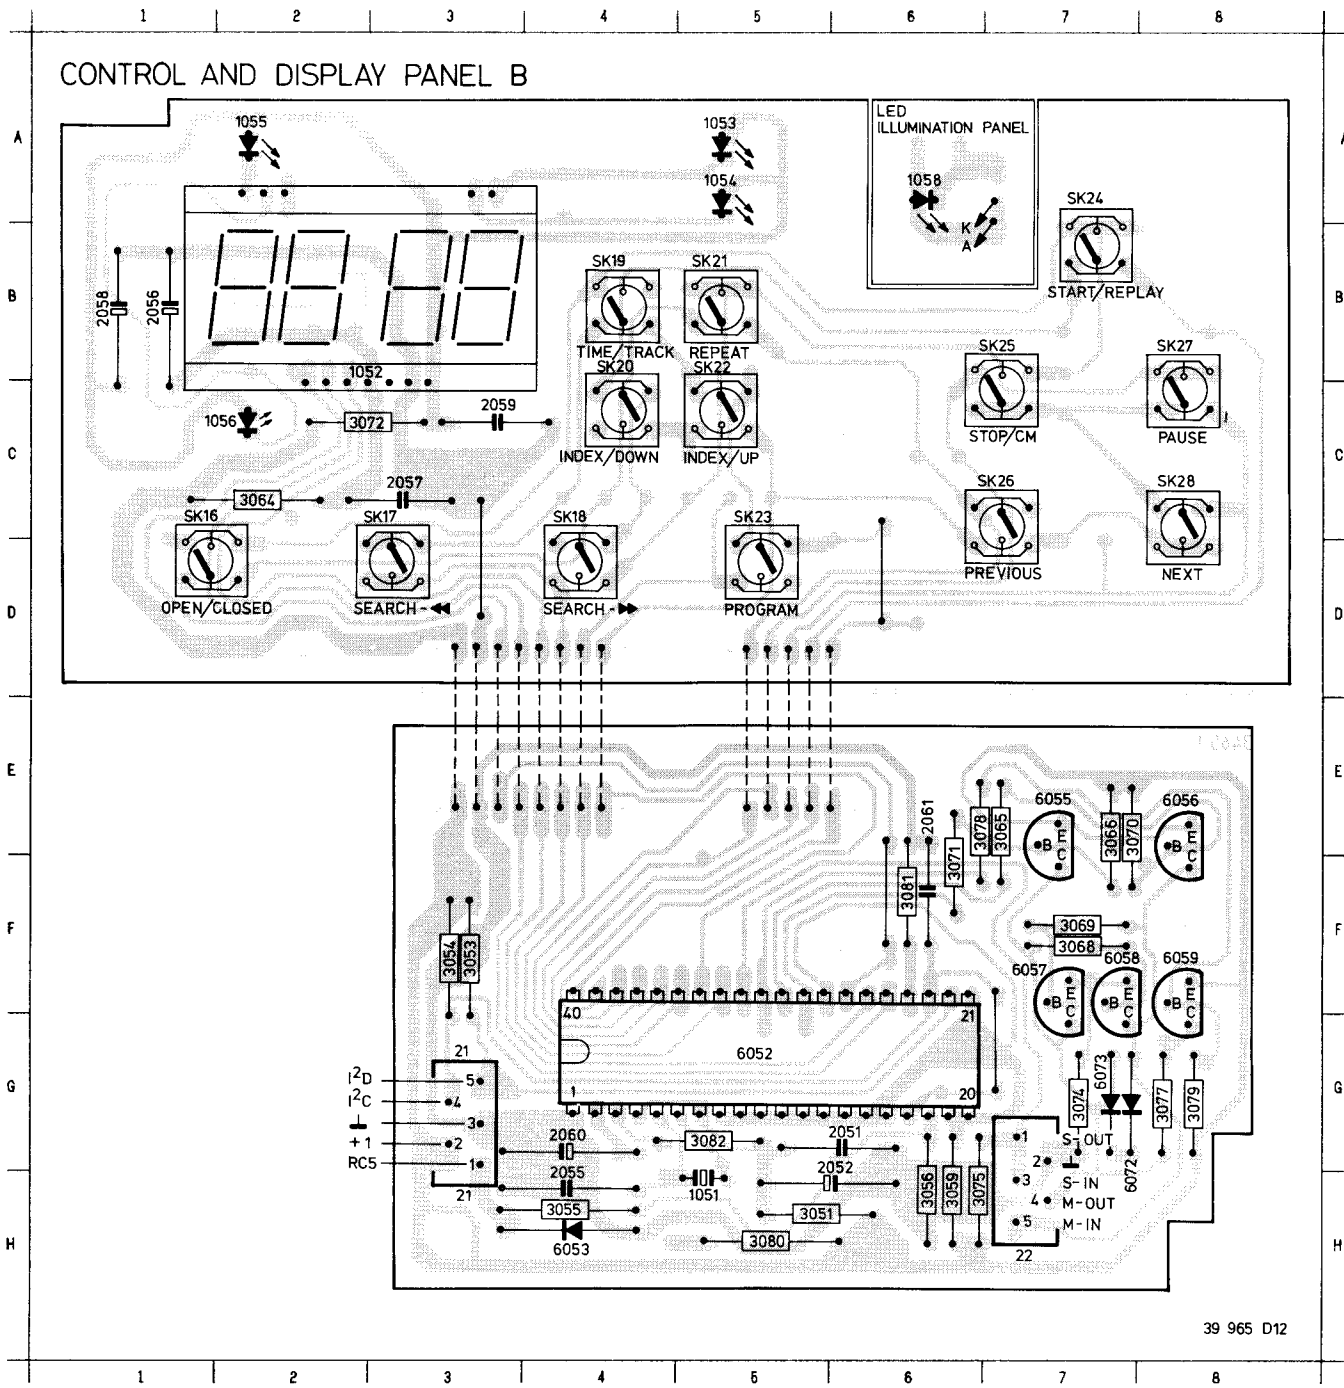 1 2 3 4 5 6 7 8
CONTROL AND DISPLAY PANEL B
A
A
1055
1053
LED
ILLUMINATION PANEL
1054
1058
SK24
K
A
SK19
SK21
B
2058
2056
START/REPLAY
B
TIME/TRACK
REPEAT
SK25
SK27
1052
SK20
SK22
1056
3072
2059
STOP/CM
PAUSE
C
INDEX/DOWN
INDEX/UP
C
2057
3064
SK26
SK28
SK16
SK17
SK18
SK23
PREVIOUS
NEXT
OPEN/CLOSED
SEARCH-
SEARCH-
PROGRAM
D
D
E
E
2061
6055
6056
3078
3065
3066
3070
3071
B E C
B E C
3081
F
3054
3053
3069
F
3068
6057
6058
6059
B E C
B E C
B E C
40
21
6052
1
20
21
6073
G
I²D
5
3074
3077
3079
G
I²C
4
3
+1
2
2060
3082
2051
1
S-OUT
RC5
1
2
6072
21
2055
1051
2052
3056
3059
3075
3
S-IN
3055
4
M-OUT
3051
5
M-IN
H
6053
3080
22
H
39 965 D12
1 2 3 4 5 6 7 8